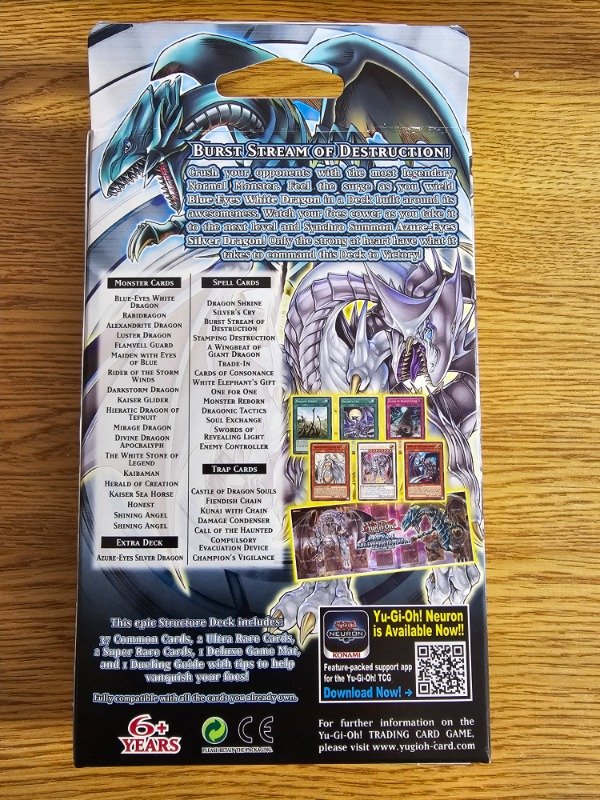 BURST STREAM OF DESTRUCTION!
Crush your opponents with the most legendary
Normal Monster. Feel the surge as you wield
Blue-Eyes White Dragon in a Deck built around its
awesomeness. Watch your foes cower as you take it
to the next level and Synchro Summon Azure-Eyes
Silver Dragon! Only the strong at heart have what it
takes to command this Deck to Victory!
MONSTER CARDS
BLUE-EYES WHITE
DRAGON
RABIDRAGON
ALEXANDRITE DRAGON
LUSTER DRAGON
FLAMVELL GUARD
MAIDEN WITH EYES
OF BLUE
RIDER OF THE STORM
WINDS
DARKSTORM DRAGON
KAISER GLIDER
HIERATIC DRAGON OF
TEFNUIT
MIRAGE DRAGON
DIVINE DRAGON
APOCRALYPH
THE WHITE STONE OF
LEGEND
KAIBAMAN
HERALD OF CREATION
KAISER SEA HORSE
HONEST
SHINING ANGEL
SHINING ANGEL
EXTRA DECK
AZURE-EYES SILVER DRAGON
SPELL CARDS
DRAGON SHRINE
SILVER'S CRY
BURST STREAM OF
DESTRUCTION
STAMPING DESTRUCTION
A WINGBEAT OF
GIANT DRAGON
TRADE-IN
CARDS OF CONSONANCE
WHITE ELEPHANT'S GIFT
ONE FOR ONE
MONSTER REBORN
DRAGONIC TACTICS
SOUL EXCHANGE
SWORDS OF
REVEALING LIGHT
ENEMY CONTROLLER
TRAP CARDS
CASTLE OF DRAGON SOULS
FIENDISH CHAIN
KUNAI WITH CHAIN
DAMAGE CONDENSER
CALL OF THE HAUNTED
COMPULSORY
EVACUATION DEVICE
CHAMPION'S VIGILANCE
This epic Structure Deck includes:
37 Common Cards, 2 Ultra Rare Cards,
2 Super Rare Cards, 1 Deluxe Game Mat,
and 1 Dueling Guide with tips to help
vanquish your foes!
Fully compatible with all the cards you already own.
6+
YEARS
PLEASE RETAIN THE PACKAGING.
CE
NEURON
KONAMI
Yu-Gi-Oh! Neuron
is Available Now!!
Feature-packed support app
for the Yu-Gi-Oh! TCG
Download Now! →
For further information on the
Yu-Gi-Oh! TRADING CARD GAME,
please visit www.yugioh-card.com